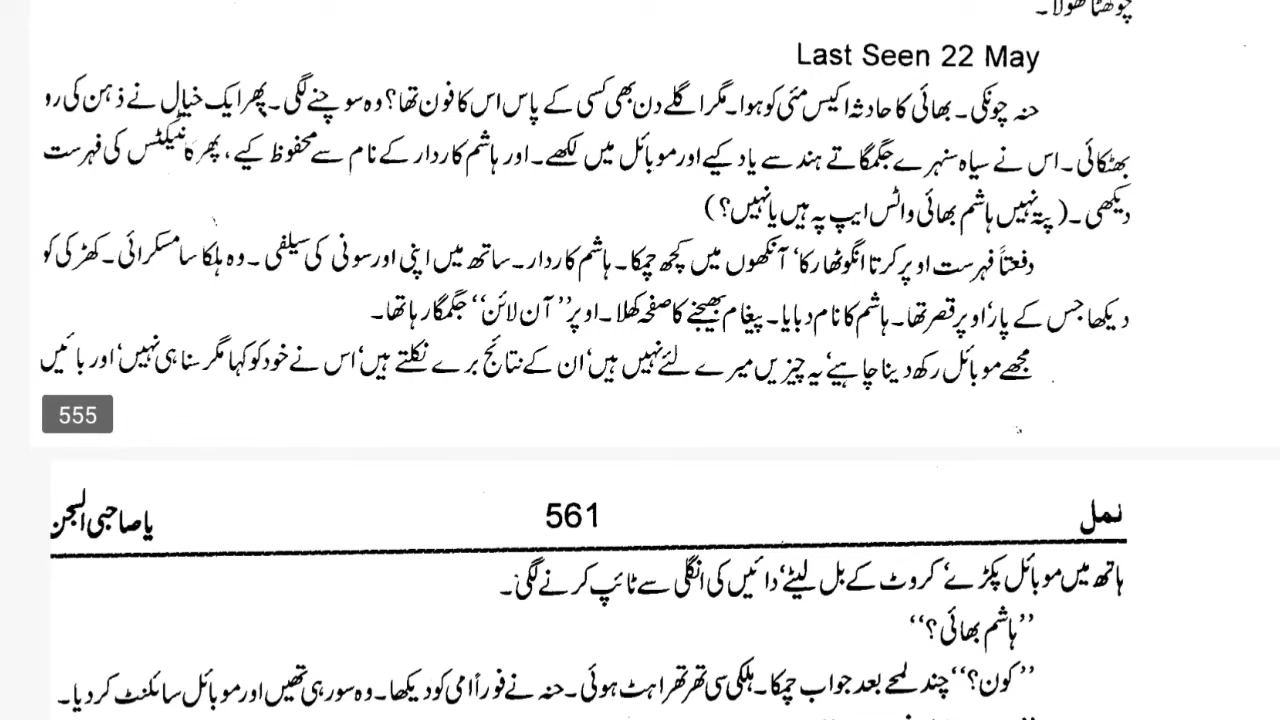 Last Seen 22 May
حنہ چونکی۔ بھائی کا حادثہ اکیس مئی کو ہوا۔ مگر اگلے دن بھی کسی کے پاس اس کا فون تھا؟ وہ سوچنے لگی۔ پھر ایک خیال نے ذہن کی رو
بھٹکائی۔ اس نے سیاہ سنہرے جگمگاتے ہندسے یاد کیے اور موبائل میں لکھے۔ اور ہاشم کاردار کے نام سے محفوظ کیے، پھر کانٹیکٹس کی فہرست
دیکھی۔ (پتہ نہیں ہاشم بھائی واٹس ایپ پہ ہیں یا نہیں؟)
دفعتاً فہرست اوپر کرتا انگوٹھا رکا، آنکھوں میں کچھ چمکا۔ ہاشم کاردار۔ ساتھ میں اپنی اور سونی کی سیلفی۔ وہ ہلکا سا مسکرائی۔ کھڑکی کو
دیکھا جس کے پار، اوپر قصر تھا۔ ہاشم کا نام دبایا۔ پیغام بھیجنے کا صفحہ کھلا۔ اوپر ’’آن لائن‘‘ جگمگا رہا تھا۔
مجھے موبائل رکھ دینا چاہیے، یہ چیزیں میرے لئے نہیں ہیں، ان کے نتائج برے نکلتے ہیں، اس نے خود کو کہا مگر سنا ہی نہیں، اور بائیں
555
نمل 561 یا صاحبی السجن
ہاتھ میں موبائل پکڑے، کروٹ کے بل لیٹے، دائیں کی انگلی سے ٹائپ کرنے لگی۔
’’ہاشم بھائی؟‘‘
’’کون؟‘‘ چند لمحے بعد جواب چمکا۔ ہلکی سی تھرتھراہٹ ہوئی۔ حنہ نے فوراً امی کو دیکھا۔ وہ سو رہی تھیں اور موبائل سائلنٹ کر دیا۔